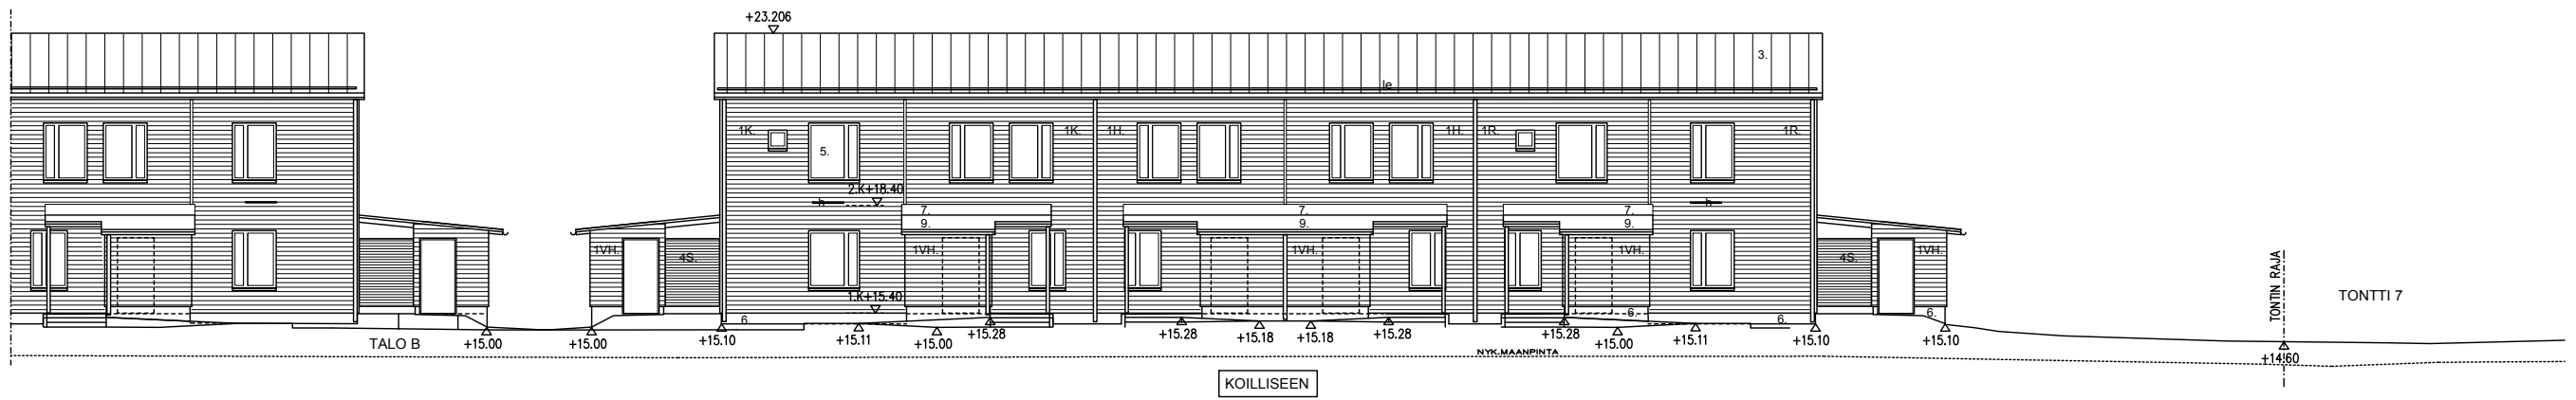 +23.206
3.
le
1K.
1K.
1H.
1H.
1R.
1R.
5.
2.K+18.40
h
h
7.
7.
7.
9.
9.
9.
1VH.
4S.
1VH.
1VH.
1VH.
4S.
1VH.
1.K+15.40
6.
6.
6.
6.
TONTIN RAJA
TONTTI 7
TALO B
+15.00
+15.00
+15.10
+15.11
+15.00
+15.28
+15.28
+15.18
+15.18
+15.28
+15.28
+15.00
+15.11
+15.10
+15.10
+14.60
NYK.MAANPINTA
KOILLISEEN